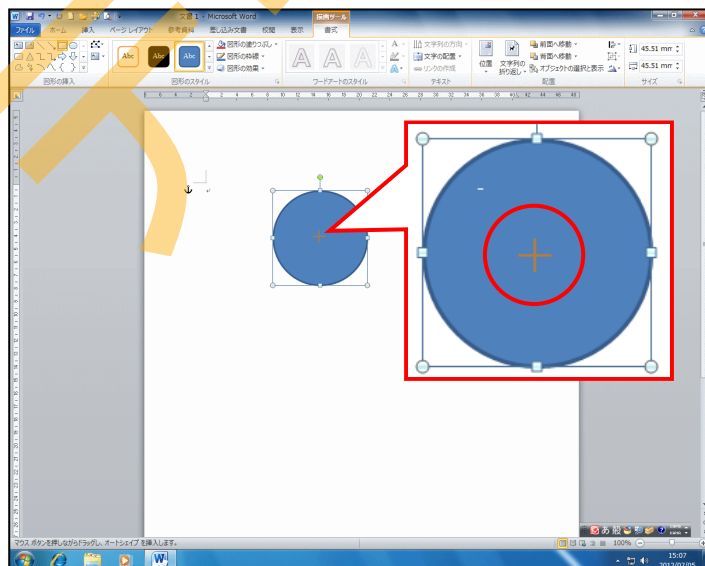 文書 1 - Microsoft Word
描画ツール
ファイル ホーム 挿入 ページ レイアウト 参考資料 差し込み文書 校閲 表示 書式
Abc Abc Abc
図形の塗りつぶし
図形の枠線
図形の効果
A A A
文字列の方向
文字の配置
リンクの作成
位置
文字列の
折り返し
前面へ移動
背面へ移動
オブジェクトの選択と表示
45.51 mm
45.51 mm
図形の挿入 図形のスタイル ワードアートのスタイル テキスト 配置 サイズ
マウス ボタンを押しながらドラッグし、オートシェイプ を挿入します。
あ 般
100%
15:07
2012/07/05